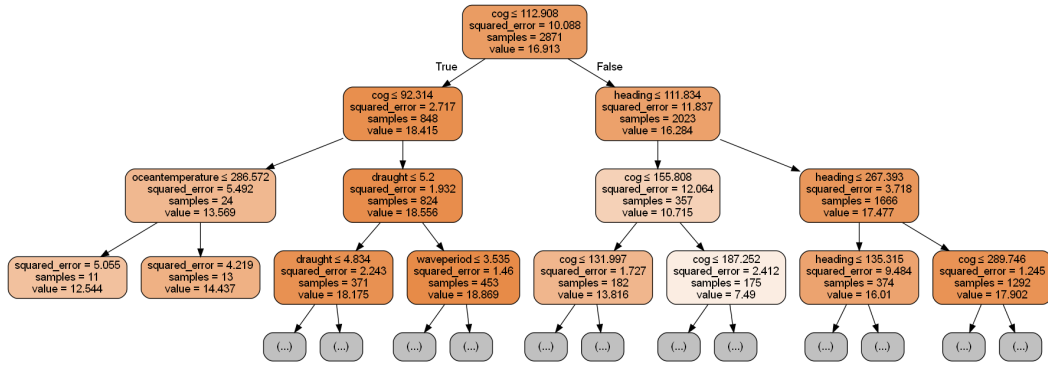 cog ≤ 112.908
squared_error = 10.088
samples = 2871
value = 16.913
True
False
cog ≤ 92.314
squared_error = 2.717
samples = 848
value = 18.415
heading ≤ 111.834
squared_error = 11.837
samples = 2023
value = 16.284
oceantemperature ≤ 286.572
squared_error = 5.492
samples = 24
value = 13.569
draught ≤ 5.2
squared_error = 1.932
samples = 824
value = 18.556
cog ≤ 155.808
squared_error = 12.064
samples = 357
value = 10.715
heading ≤ 267.393
squared_error = 3.718
samples = 1666
value = 17.477
squared_error = 5.055
samples = 11
value = 12.544
squared_error = 4.219
samples = 13
value = 14.437
draught ≤ 4.834
squared_error = 2.243
samples = 371
value = 18.175
waveperiod ≤ 3.535
squared_error = 1.46
samples = 453
value = 18.869
cog ≤ 131.997
squared_error = 1.727
samples = 182
value = 13.816
cog ≤ 187.252
squared_error = 2.412
samples = 175
value = 7.49
heading ≤ 135.315
squared_error = 9.484
samples = 374
value = 16.01
cog ≤ 289.746
squared_error = 1.245
samples = 1292
value = 17.902
(...)
(...)
(...)
(...)
(...)
(...)
(...)
(...)
(...)
(...)
(...)
(...)